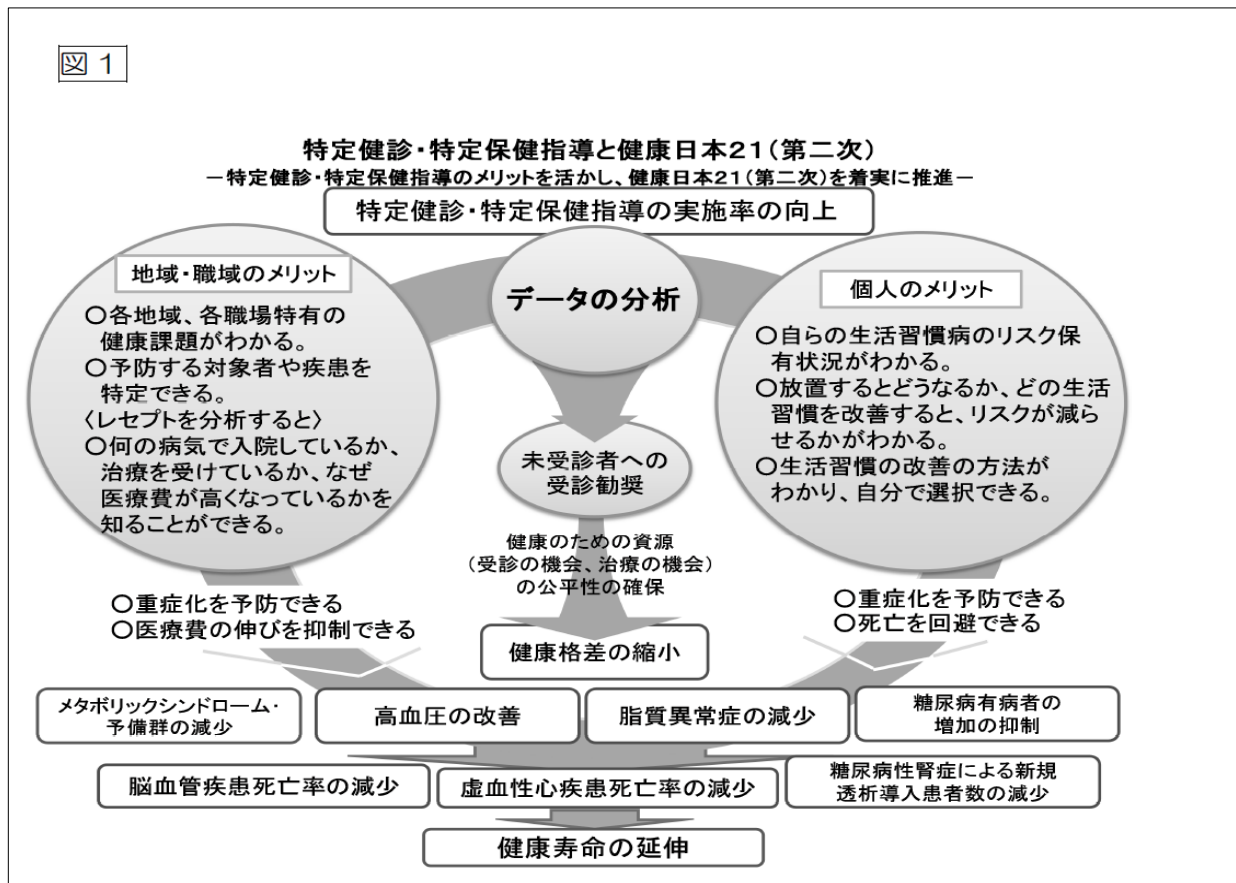 図1
特定健診・特定保健指導と健康日本21(第二次)
－特定健診・特定保健指導のメリットを活かし、健康日本21(第二次)を着実に推進－
特定健診・特定保健指導の実施率の向上
地域・職域のメリット
〇各地域、各職場特有の
健康課題がわかる。
〇予防する対象者や疾患を
特定できる。
〈レセプトを分析すると〉
〇何の病気で入院しているか、
治療を受けているか、なぜ
医療費が高くなっているかを
知ることができる。
データの分析
未受診者への
受診勧奨
健康のための資源
(受診の機会、治療の機会)
の公平性の確保
健康格差の縮小
個人のメリット
〇自らの生活習慣病のリスク保
有状況がわかる。
〇放置するとどうなるか、どの生活
習慣を改善すると、リスクが減ら
せるかがわかる。
〇生活習慣の改善の方法が
わかり、自分で選択できる。
〇重症化を予防できる
〇医療費の伸びを抑制できる
〇重症化を予防できる
〇死亡を回避できる
メタボリックシンドローム・
予備群の減少
高血圧の改善
脂質異常症の減少
糖尿病有病者の
増加の抑制
脳血管疾患死亡率の減少
虚血性心疾患死亡率の減少
糖尿病性腎症による新規
透析導入患者数の減少
健康寿命の延伸